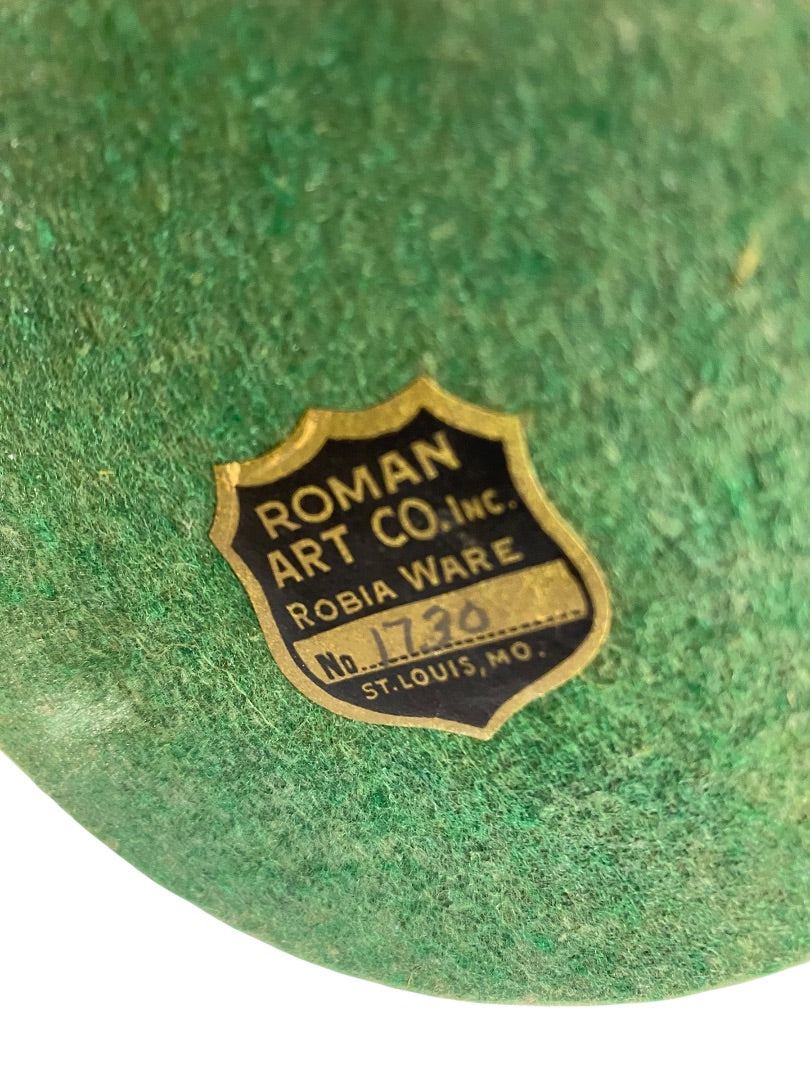 ROMAN
ART CO. INC.
ROBIA WARE
No. 1730
ST. LOUIS, MO.